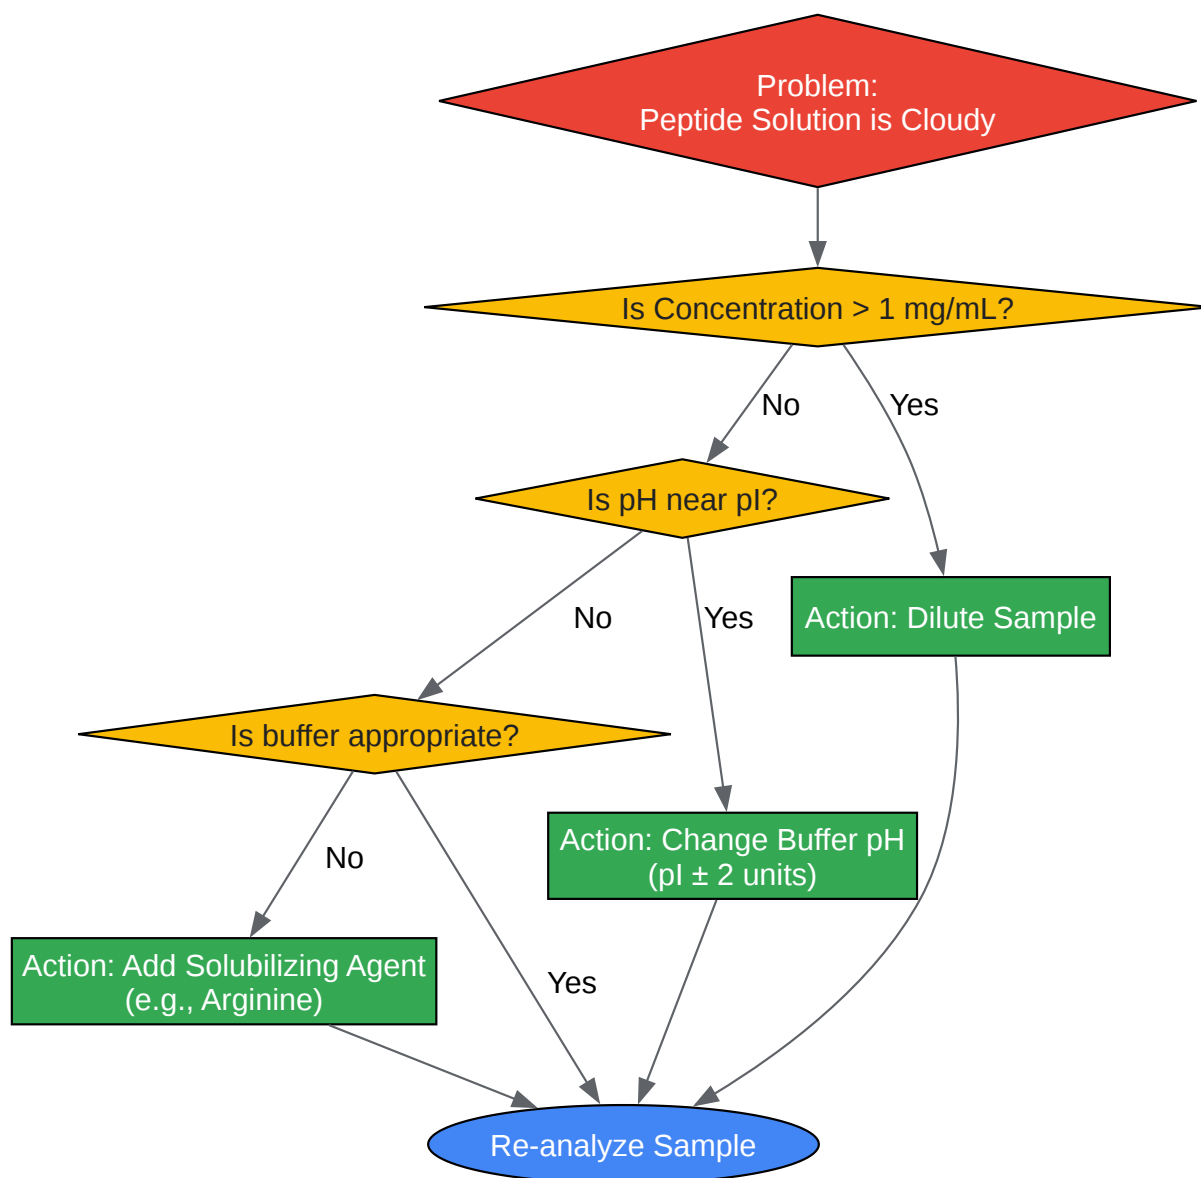 Problem:
Peptide Solution is Cloudy
Is Concentration > 1 mg/mL?
No
Yes
Is pH near pI?
No
Yes
Action: Dilute Sample
Is buffer appropriate?
Action: Change Buffer pH
(pI ± 2 units)
No
Yes
Action: Add Solubilizing Agent
(e.g., Arginine)
Re-analyze Sample